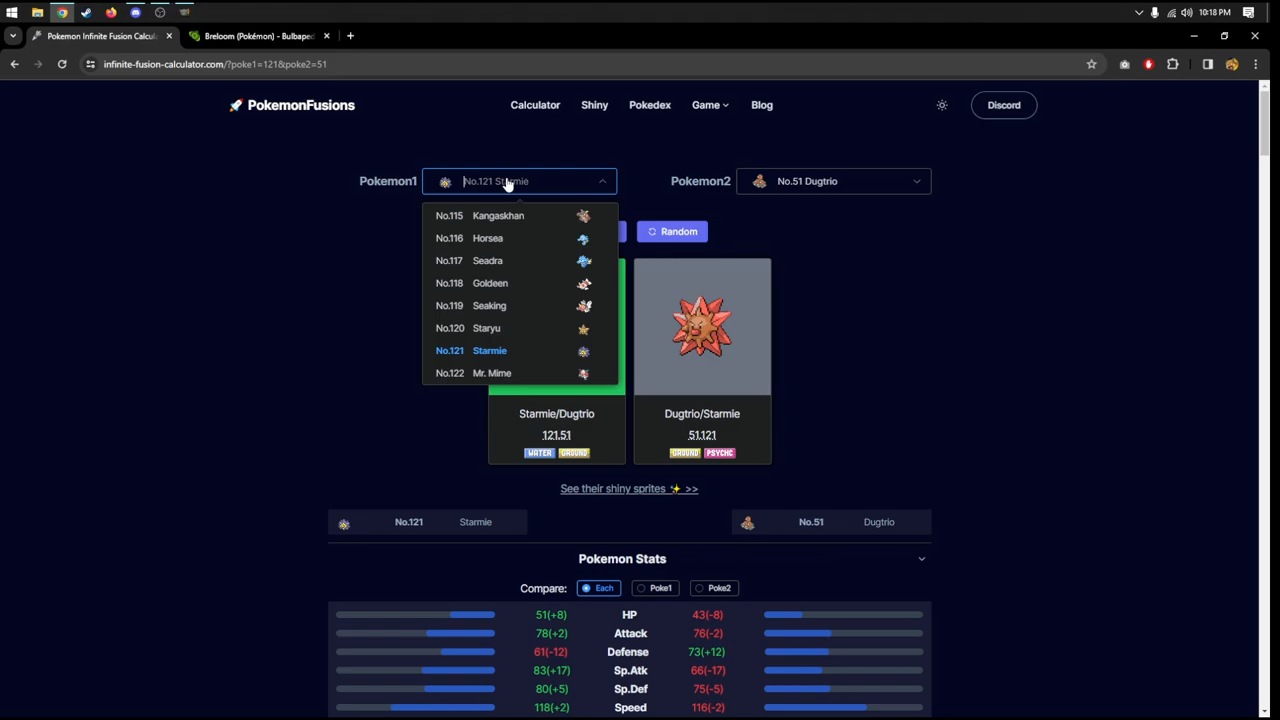 10:18 PM
Pokemon Infinite Fusion Calcul
Breloom (Pokémon) - Bulbaped
infinite-fusion-calculator.com/?poke1=121&poke2=51
PokemonFusions
Calculator Shiny Pokedex Game Blog
Discord
Pokemon1
No.121 Starmie
Pokemon2
No.51 Dugtrio
No.115 Kangaskhan
No.116 Horsea
No.117 Seadra
No.118 Goldeen
No.119 Seaking
No.120 Staryu
No.121 Starmie
No.122 Mr. Mime
Random
Starmie/Dugtrio
121.51
WATER GROUND
Dugtrio/Starmie
51.121
GROUND PSYCHC
See their shiny sprites ✨ >>
No.121 Starmie
No.51 Dugtrio
Pokemon Stats
Compare: Each Poke1 Poke2
51(+8) HP 43(-8)
78(+2) Attack 76(-2)
61(-12) Defense 73(+12)
83(+17) Sp.Atk 66(-17)
80(+5) Sp.Def 75(-5)
118(+2) Speed 116(-2)